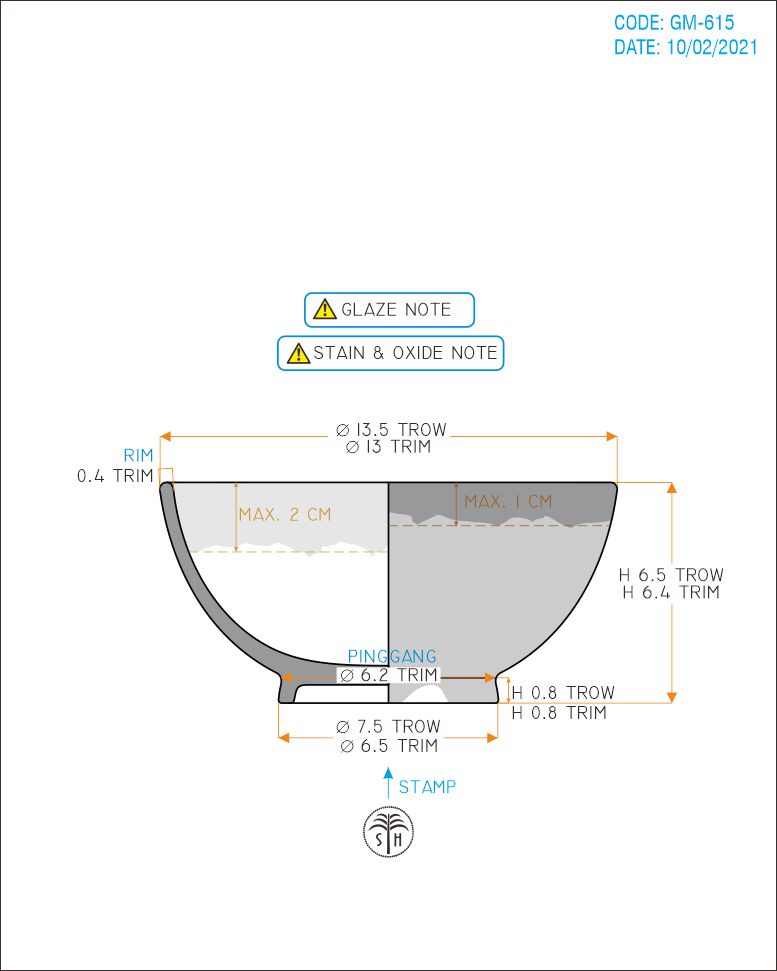 CODE: GM-615
DATE: 10/02/2021
GLAZE NOTE
STAIN & OXIDE NOTE
Ø 13.5 TROW
Ø 13 TRIM
RIM
0.4 TRIM
MAX. 2 CM
MAX. 1 CM
H 6.5 TROW
H 6.4 TRIM
PINGGANG
Ø 6.2 TRIM
H 0.8 TROW
H 0.8 TRIM
Ø 7.5 TROW
Ø 6.5 TRIM
STAMP
S H